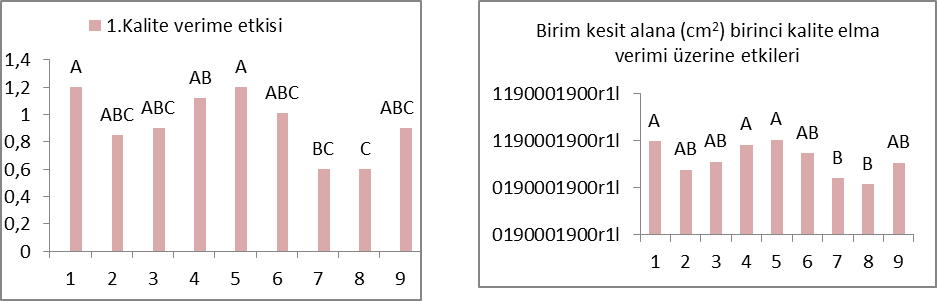 1.Kalite verime etkisi
1,4
1,2
1
0,8
0,6
0,4
0,2
0
A
ABC
ABC
AB
A
ABC
BC
C
ABC
1 2 3 4 5 6 7 8 9
Birim kesit alana (cm²) birinci kalite elma
verimi üzerine etkileri
1190001900r1l
1190001900r1l
0190001900r1l
0190001900r1l
A
AB
AB
A
A
AB
B
B
AB
1 2 3 4 5 6 7 8 9